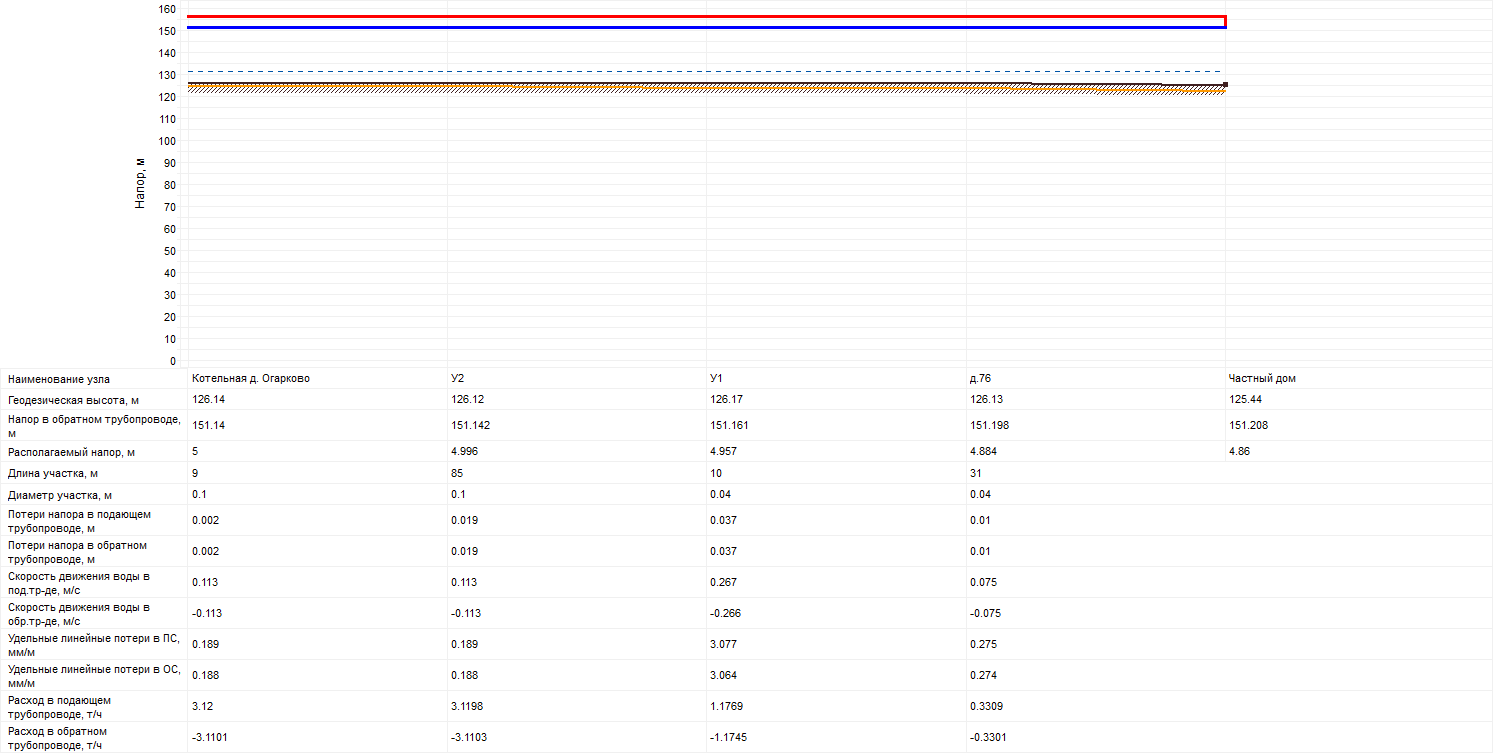 160
150
140
130
120
110
100
90
80
70
60
50
40
30
20
10
0
Напор, м
Наименование узла Котельная д. Огарково У2 У1 д.76 Частный дом
Геодезическая высота, м 126.14 126.12 126.17 126.13 125.44
Напор в обратном трубопроводе,
м 151.14 151.142 151.161 151.198 151.208
Располагаемый напор, м 5 4.996 4.957 4.884 4.86
Длина участка, м 9 85 10 31
Диаметр участка, м 0.1 0.1 0.04 0.04
Потери напора в подающем
трубопроводе, м 0.002 0.019 0.037 0.01
Потери напора в обратном
трубопроводе, м 0.002 0.019 0.037 0.01
Скорость движения воды в
под.тр-де, м/с 0.113 0.113 0.267 0.075
Скорость движения воды в
обр.тр-де, м/с -0.113 -0.113 -0.266 -0.075
Удельные линейные потери в ПС,
мм/м 0.189 0.189 3.077 0.275
Удельные линейные потери в ОС,
мм/м 0.188 0.188 3.064 0.274
Расход в подающем
трубопроводе, т/ч 3.12 3.1198 1.1769 0.3309
Расход в обратном
трубопроводе, т/ч -3.1101 -3.1103 -1.1745 -0.3301